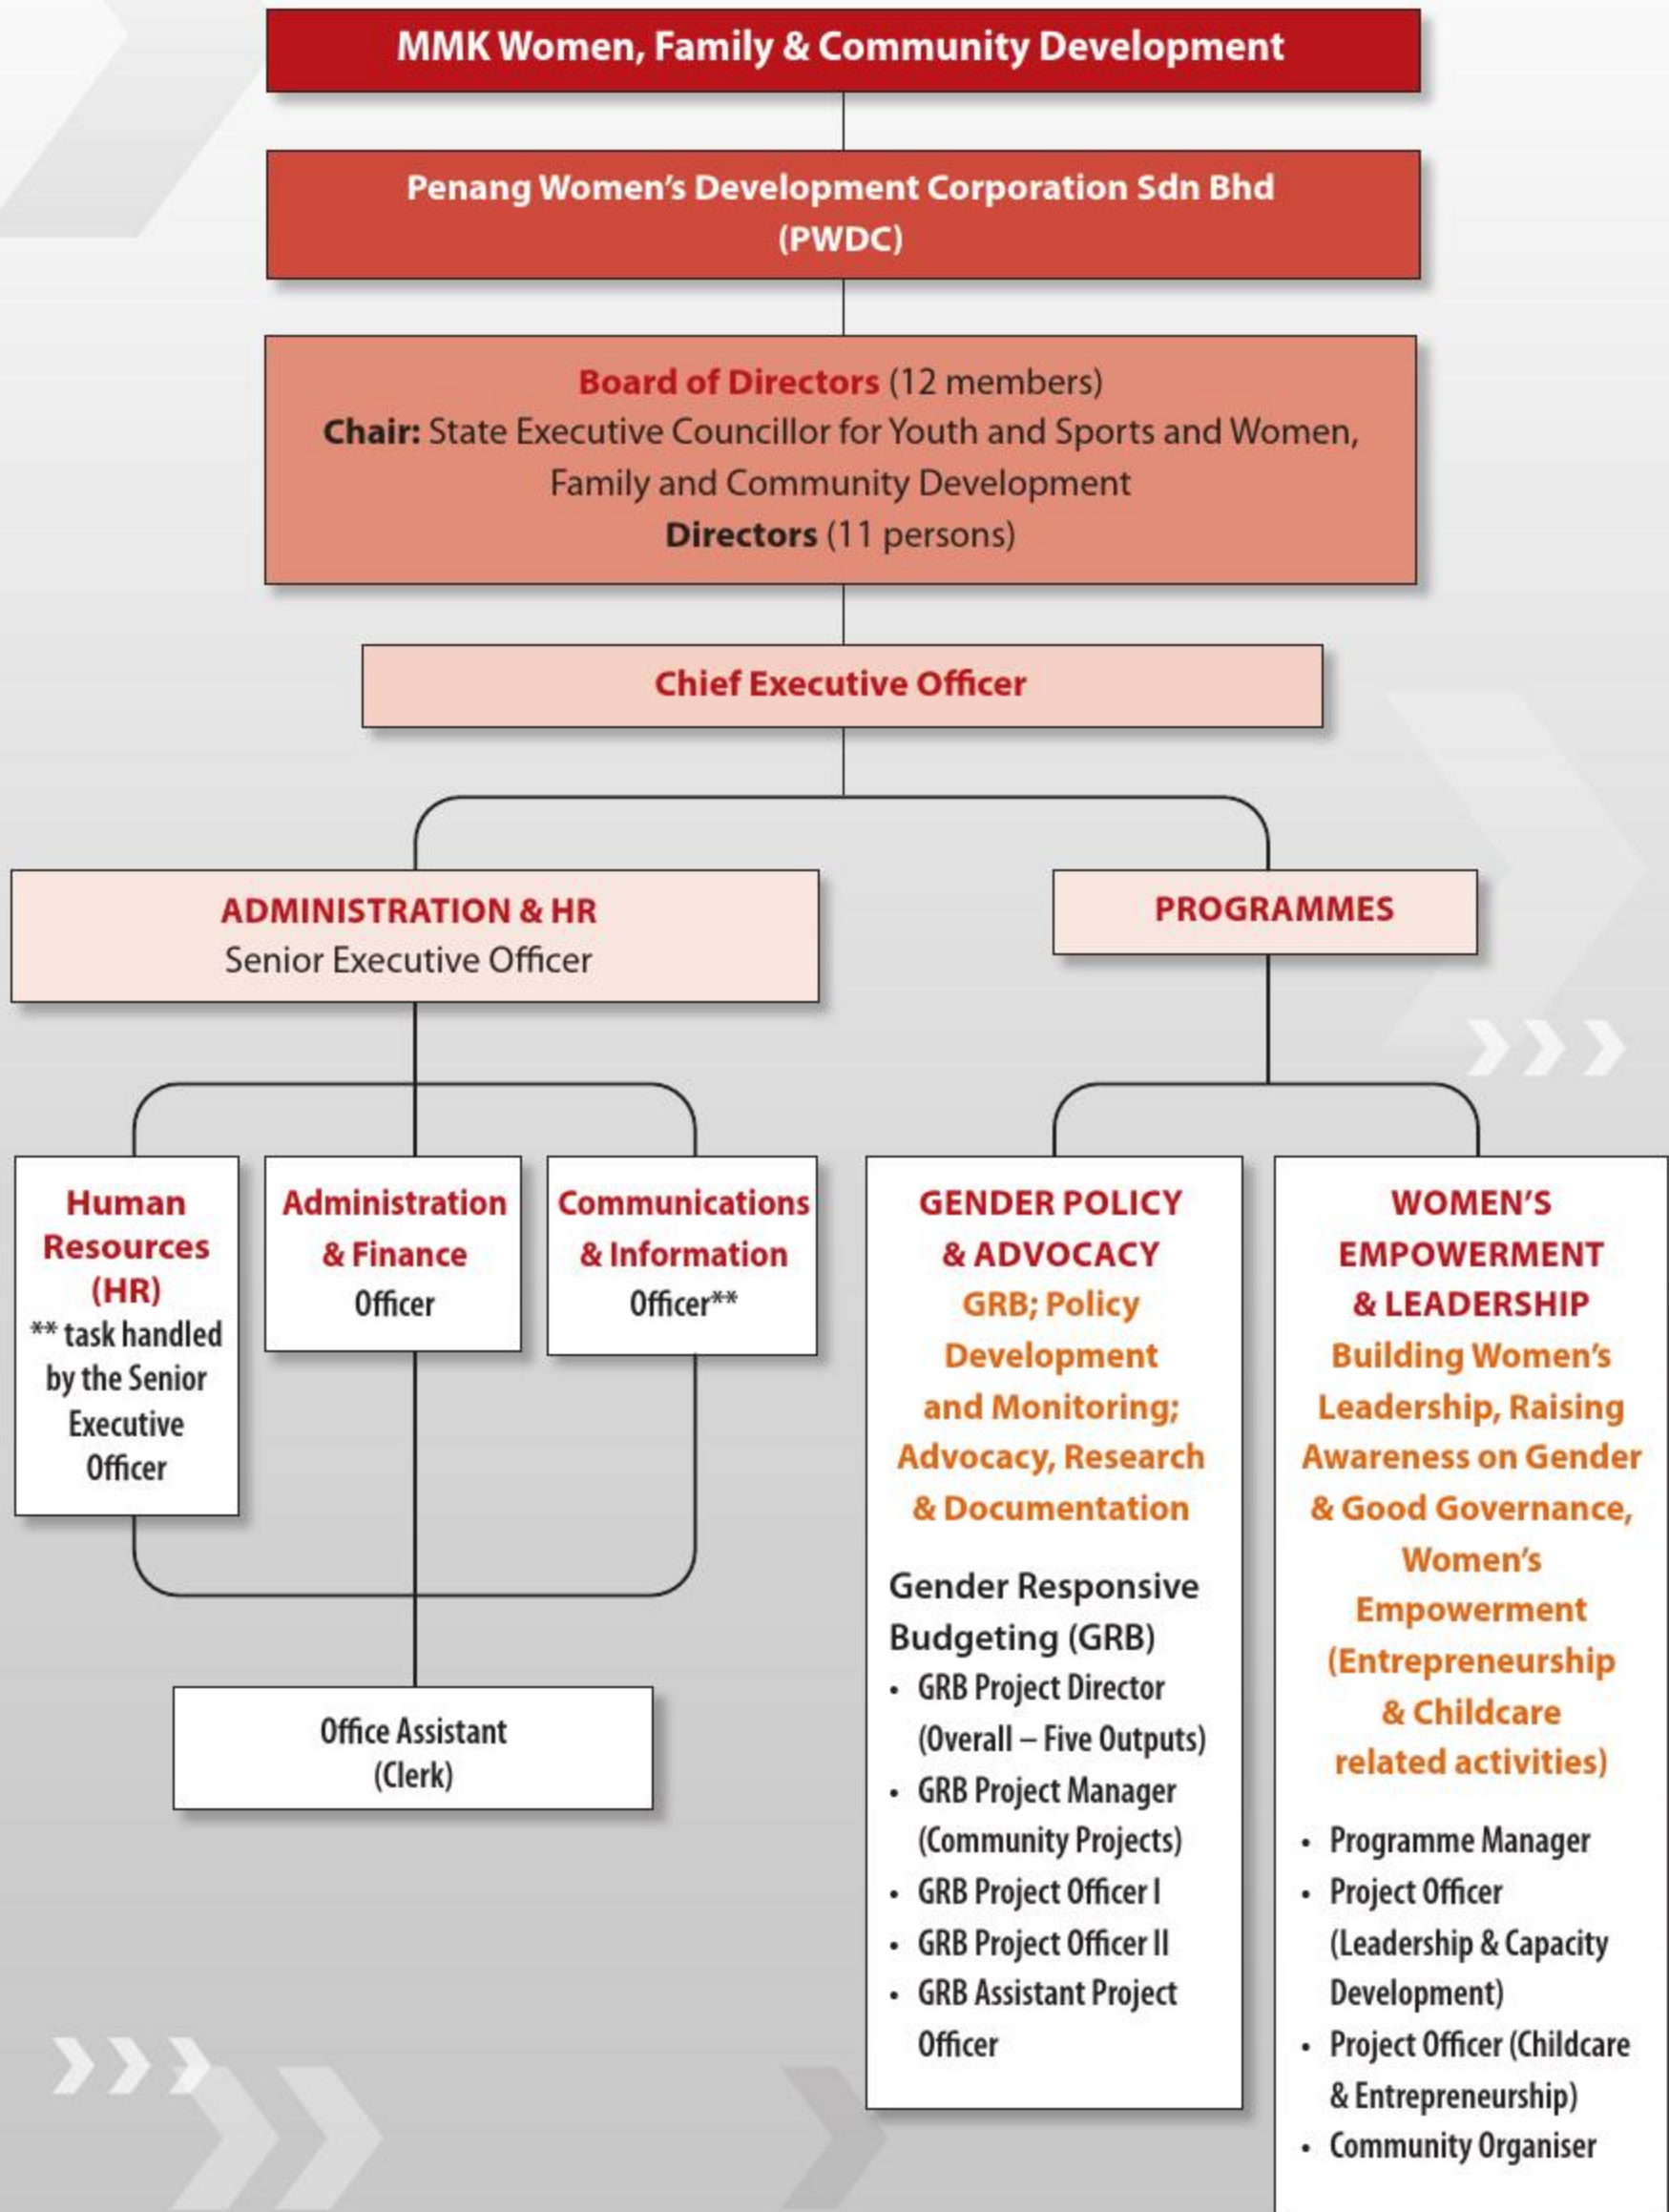 MMK Women, Family & Community Development
Penang Women's Development Corporation Sdn Bhd
(PWDC)
Board of Directors (12 members)
Chair: State Executive Councillor for Youth and Sports and Women,
Family and Community Development
Directors (11 persons)
Chief Executive Officer
ADMINISTRATION & HR
Senior Executive Officer
PROGRAMMES
Human
Resources
(HR)
** task handled
by the Senior
Executive
Officer
Administration
& Finance
Officer
Communications
& Information
Officer**
Office Assistant
(Clerk)
GENDER POLICY
& ADVOCACY
GRB; Policy
Development
and Monitoring;
Advocacy, Research
& Documentation
Gender Responsive
Budgeting (GRB)
• GRB Project Director
(Overall – Five Outputs)
• GRB Project Manager
(Community Projects)
• GRB Project Officer I
• GRB Project Officer II
• GRB Assistant Project
Officer
WOMEN'S
EMPOWERMENT
& LEADERSHIP
Building Women's
Leadership, Raising
Awareness on Gender
& Good Governance,
Women's
Empowerment
(Entrepreneurship
& Childcare
related activities)
• Programme Manager
• Project Officer
(Leadership & Capacity
Development)
• Project Officer (Childcare
& Entrepreneurship)
• Community Organiser